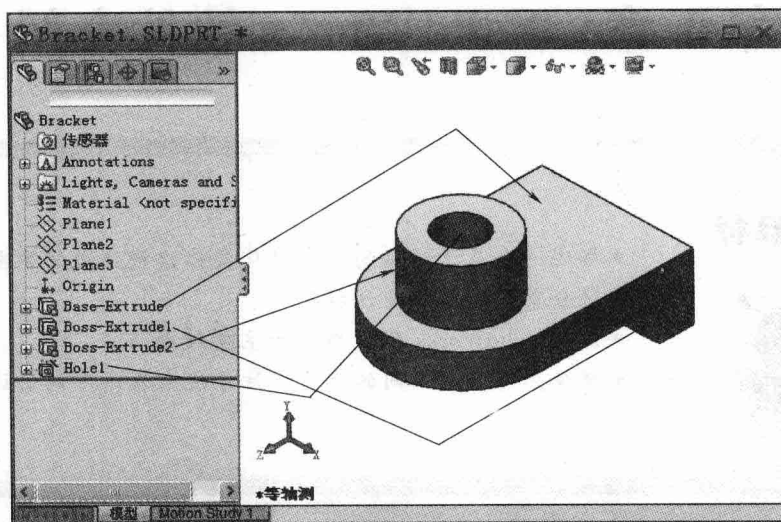 Bracket.SLDPRT *
»
Bracket
传感器
A Annotations
Lights, Cameras and S
Material <not specifi
Plane1
Plane2
Plane3
Origin
Base-Extrude
Boss-Extrude1
Boss-Extrude2
Hole1
Y
Z X
*等轴测
模型 Motion Study 1